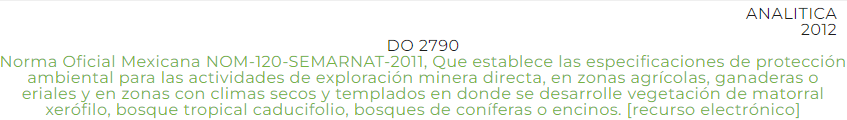 ANALITICA
2012
DO 2790
Norma Oficial Mexicana NOM-120-SEMARNAT-2011, Que establece las especificaciones de protección
ambiental para las actividades de exploración minera directa, en zonas agrícolas, ganaderas o
eriales y en zonas con climas secos y templados en donde se desarrolle vegetación de matorral
xerófilo, bosque tropical caducifolio, bosques de coníferas o encinos. [recurso electrónico]